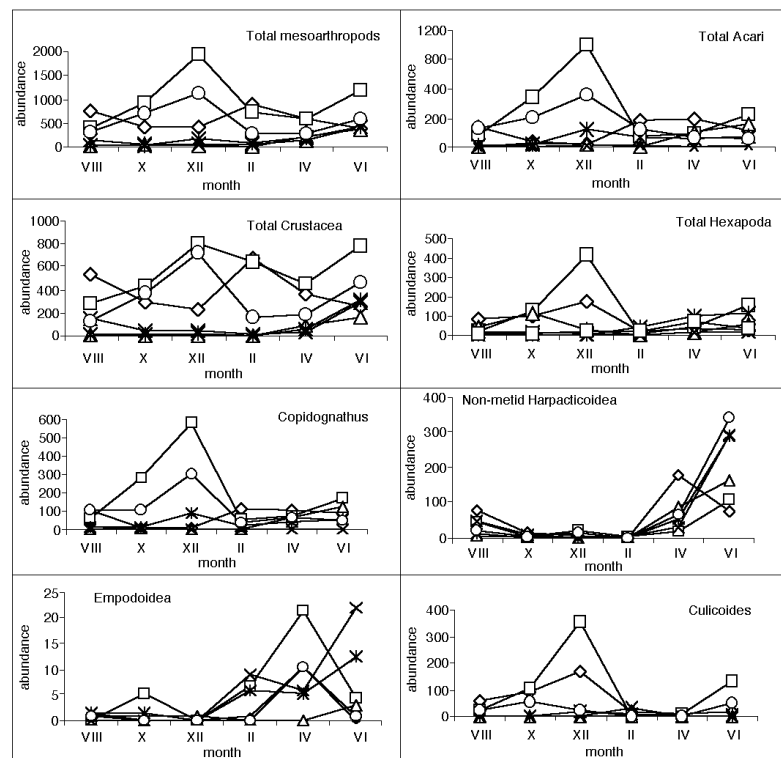 Total mesoarthropods
abundance
2000
1500
1000
500
0
VIII X XII II IV VI
month
Total Acari
abundance
1200
800
400
200
0
VIII X XII II IV VI
month
Total Crustacea
abundance
1000
800
600
400
200
0
VIII X XII II IV VI
month
Total Hexapoda
abundance
500
400
300
200
100
0
VIII X XII II IV VI
month
Copidognathus
abundance
600
500
400
300
200
100
0
VIII X XII II IV VI
month
Non-metid Harpacticoidea
abundance
400
300
200
100
0
VIII X XII II IV VI
month
Empodoidea
abundance
25
20
15
10
5
0
VIII X XII II IV VI
month
Culicoides
abundance
400
300
200
100
0
VIII X XII II IV VI
month